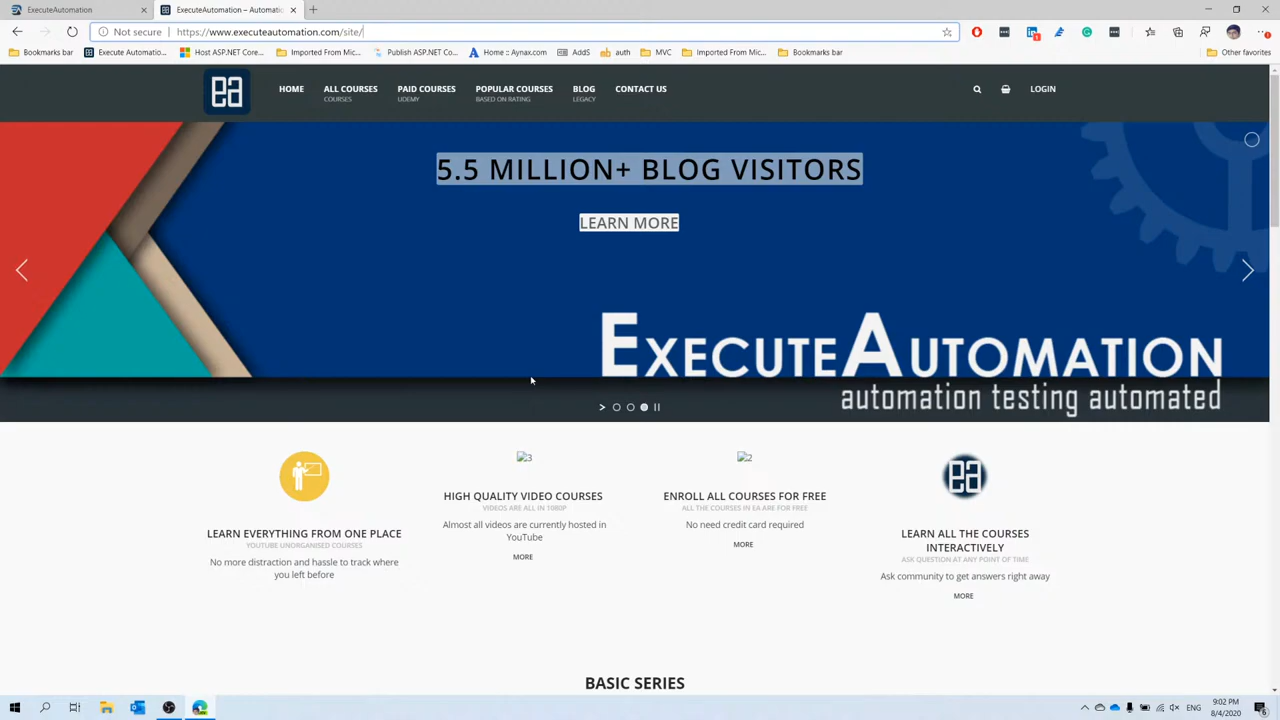 ExecuteAutomation
ExecuteAutomation – Automatio
Not secure
https://www.executeautomation.com/site/
Bookmarks bar
Execute Automatio...
Host ASP.NET Core...
Imported From Mic...
Publish ASP.NET Co...
Home :: Aynax.com
AddS
auth
MVC
Imported From Mic...
Bookmarks bar
Other favorites
ea
HOME
ALL COURSES
COURSES
PAID COURSES
UDEMY
POPULAR COURSES
BASED ON RATING
BLOG
LEGACY
CONTACT US
LOGIN
5.5 MILLION+ BLOG VISITORS
LEARN MORE
EXECUTEAUTOMATION
automation testing automated
LEARN EVERYTHING FROM ONE PLACE
YOUTUBE UNORGANISED COURSES
No more distraction and hassle to track where
you left before
3
HIGH QUALITY VIDEO COURSES
VIDEOS ARE ALL IN 1080P
Almost all videos are currently hosted in
YouTube
MORE
2
ENROLL ALL COURSES FOR FREE
ALL THE COURSES IN EA ARE FOR FREE
No need credit card required
MORE
ea
LEARN ALL THE COURSES
INTERACTIVELY
ASK QUESTION AT ANY POINT OF TIME
Ask community to get answers right away
MORE
BASIC SERIES
ENG
9:02 PM
8/4/2020